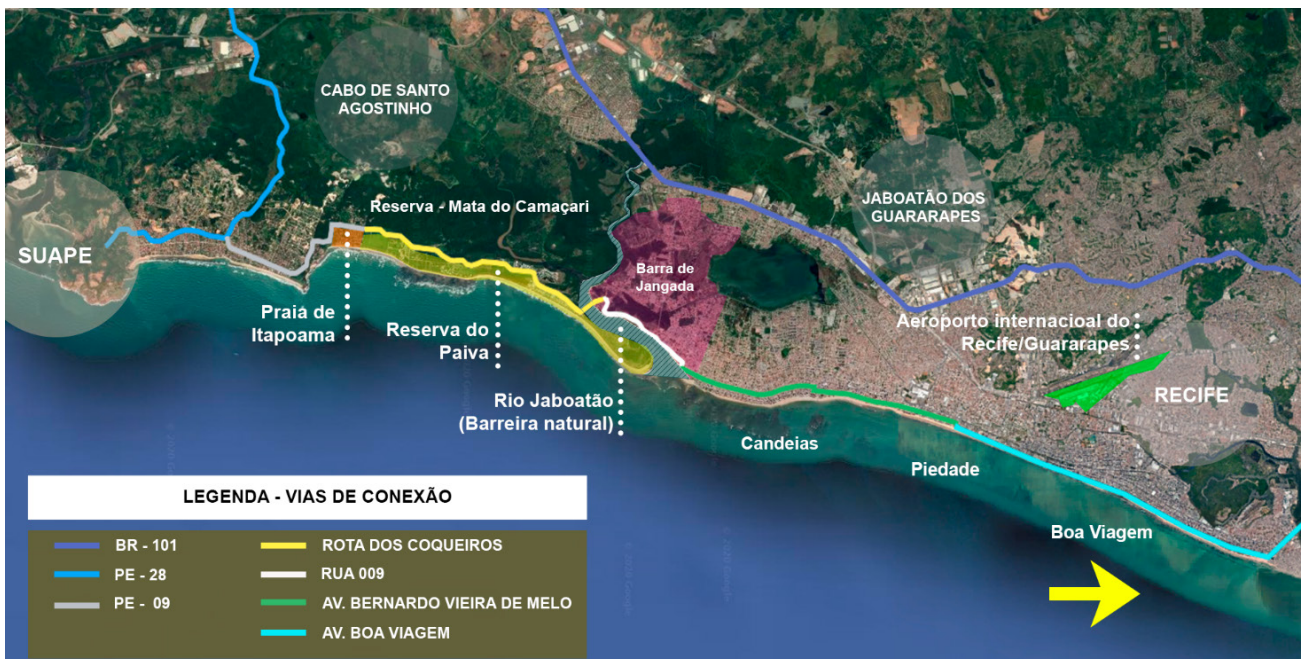 CABO DE SANTO
AGOSTINHO
JABOATÃO DOS
GUARARAPES
Reserva - Mata do Camaçari
SUAPE
Barra de
Jangada
Praia de
Itapoama
Reserva do
Paiva
Aeroporto internacioal do
Recife/Guararapes
RECIFE
Rio Jaboatão
(Barreira natural)
Candeias
Piedade
Boa Viagem
LEGENDA - VIAS DE CONEXÃO
BR - 101
PE - 28
PE - 09
ROTA DOS COQUEIROS
RUA 009
AV. BERNARDO VIEIRA DE MELO
AV. BOA VIAGEM